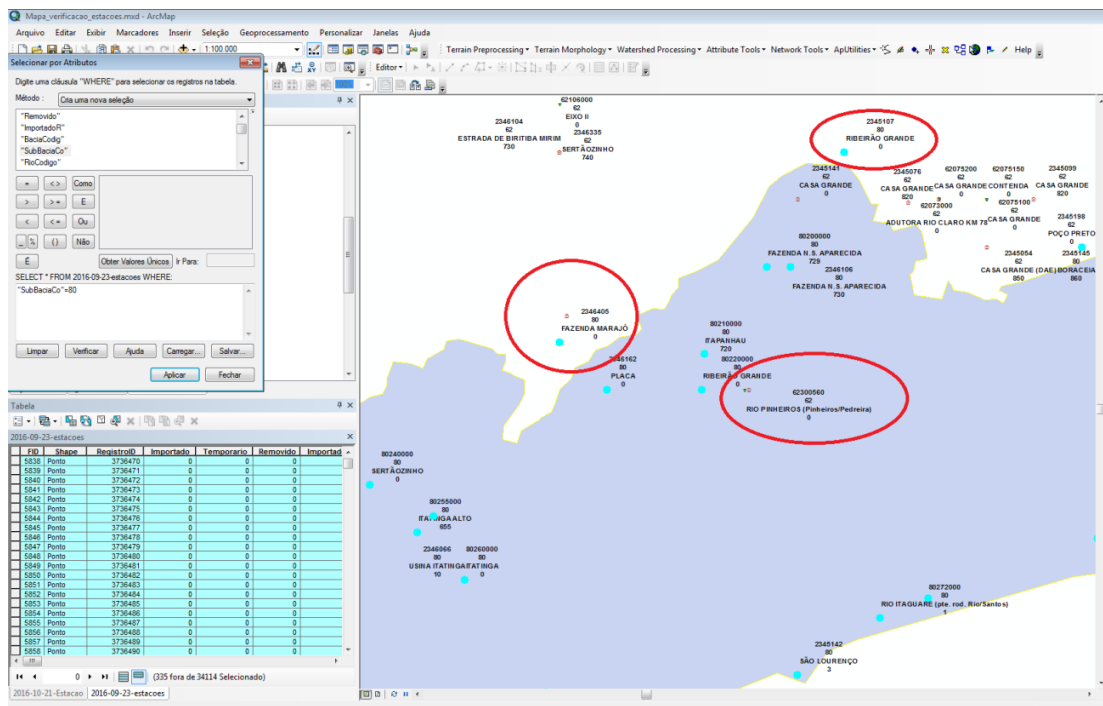 Mapa_verificacao_estacoes.mxd - ArcMap
Arquivo Editar Exibir Marcadores Inserir Seleção Geoprocessamento Personalizar Janelas Ajuda
1:100.000
Terrain Preprocessing Terrain Morphology Watershed Processing Attribute Tools Network Tools ApUtilities Help
Selecionar por Atributos
Editor
Digite uma cláusula "WHERE" para selecionar os registros na tabela.
Método : Cria uma nova seleção
"Removido"
"ImportadoR"
"BaciaCodig"
"SubBaciaCo"
"RioCodigo"
= < > Como
> > = E
< < = Ou
_ % () Não
É Obter Valores Únicos Ir Para:
SELECT * FROM 2016-09-23-estacoes WHERE:
"SubBaciaCo"=80
Limpar Verificar Ajuda Carregar... Salvar...
Aplicar Fechar
Tabela
2016-09-23-estacoes
FID Shape RegistroID Importado Temporario Removido Importad
5838 Ponto 3736470 0 0 0
5839 Ponto 3736471 0 0 0
5840 Ponto 3736472 0 0 0
5841 Ponto 3736473 0 0 0
5842 Ponto 3736474 0 0 0
5843 Ponto 3736475 0 0 0
5844 Ponto 3736476 0 0 0
5845 Ponto 3736477 0 0 0
5846 Ponto 3736478 0 0 0
5847 Ponto 3736479 0 0 0
5848 Ponto 3736480 0 0 0
5849 Ponto 3736481 0 0 0
5850 Ponto 3736482 0 0 0
5851 Ponto 3736483 0 0 0
5852 Ponto 3736484 0 0 0
5853 Ponto 3736485 0 0 0
5854 Ponto 3736486 0 0 0
5855 Ponto 3736487 0 0 0
5856 Ponto 3736488 0 0 0
5857 Ponto 3736489 0 0 0
5858 Ponto 3736490 0 0 0
0 (335 fora de 34114 Selecionado)
2016-10-21-Estacao 2016-09-23-estacoes
62106000
62
EIXO II
0
2346104
62
ESTRADA DE BIRITIBA MIRIM
730
2346335
62
SERTÃOZINHO
740
2345107
80
RIBEIRÃO GRANDE
0
2345141
62
CASA GRANDE
0
2345076
62
CASA GRANDE
820
62075200
62
CASA GRANDE
62075150
62
CONTENDA
0
2345099
62
CASA GRANDE
820
62073000
62
ADUTORA RIO CLARO KM 78
0
62075100
62
CASA GRANDE
0
2345198
62
POÇO PRETO
0
2345054
62
CASA GRANDE (DAE)
850
2345145
80
BORACEIA
860
80200000
80
FAZENDA N.S. APARECIDA
729
2346106
80
FAZENDA N.S. APARECIDA
730
2346405
80
FAZENDA MARAJÓ
0
80210000
80
ITAPANHAU
720
2346162
80
PLACA
0
80220000
80
RIBEIRÃO GRANDE
0
62300560
62
RIO PINHEIROS (Pinheiros/Pedreira)
0
80240000
80
SERTÃOZINHO
0
80255000
80
ITATINGA ALTO
655
2346066
80
USINA ITATINGA
10
80260000
80
ITATINGA
0
80272000
80
RIO ITAGUARE (pte. rod. Rio/Santos)
1
2345142
80
SÃO LOURENÇO
3